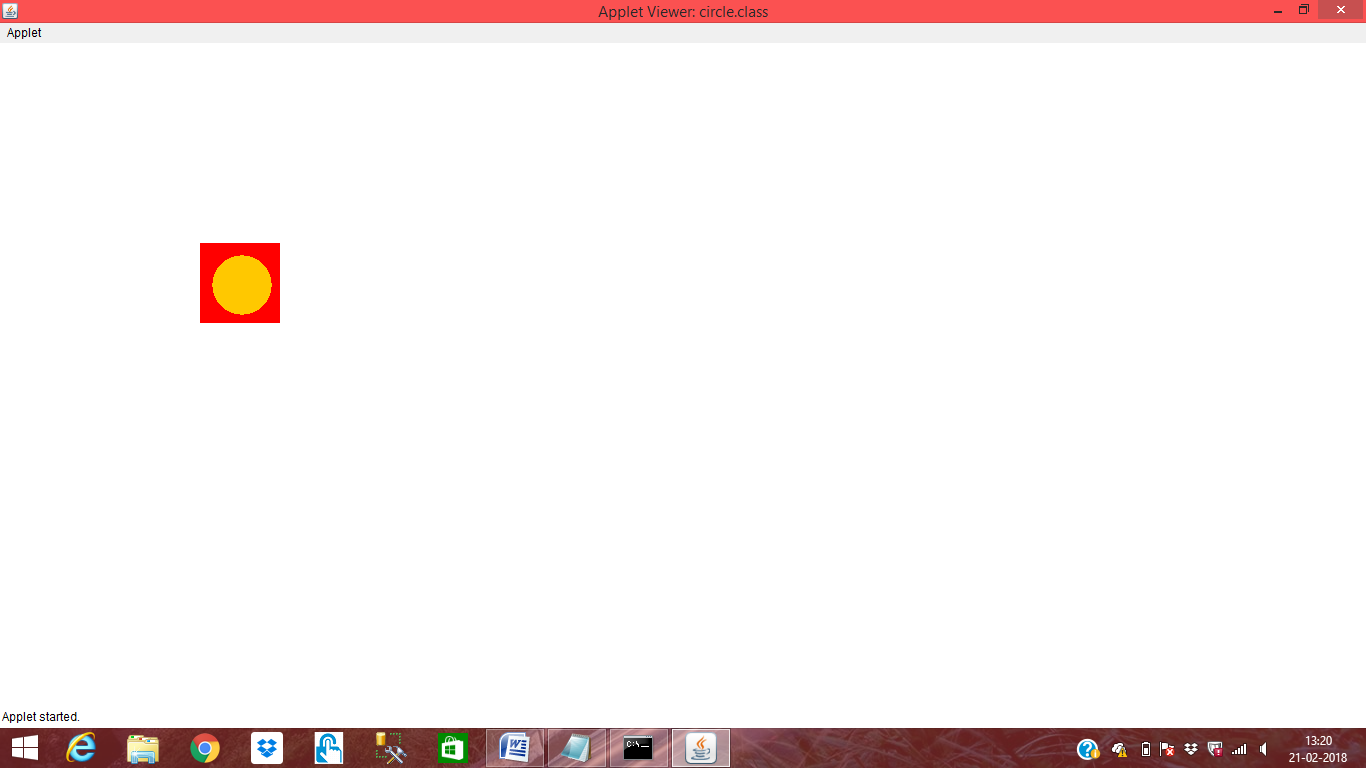 Applet Viewer: circle.class
Applet
Applet started.
C:\_
13:20
21-02-2018